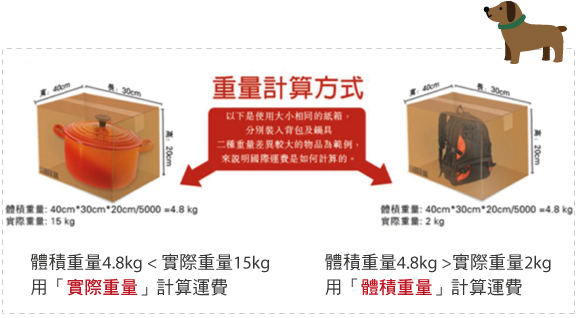 重量計算方式
以下是使用大小相同的紙箱，
分別裝入背包及鍋具
二種重量差異較大的物品為範例，
來說明國際運費是如何計算的。
寬: 40cm
長: 30cm
高: 20cm
體積重量: 40cm*30cm*20cm/5000 =4.8 kg
實際重量: 15 kg
體積重量4.8kg < 實際重量15kg
用「實際重量」計算運費
寬: 40cm
長: 30cm
高: 20cm
體積重量: 40cm*30cm*20cm/5000 =4.8 kg
實際重量: 2 kg
體積重量4.8kg >實際重量2kg
用「體積重量」計算運費